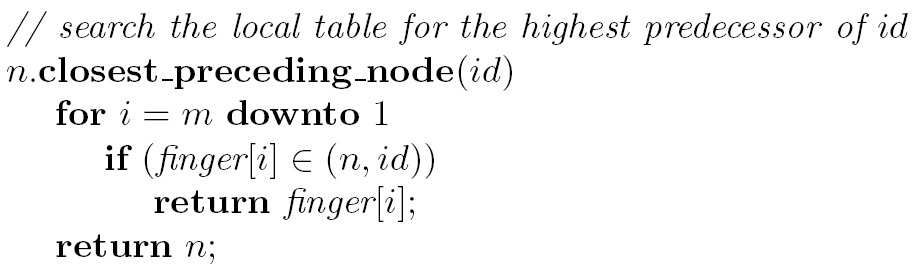 // search the local table for the highest predecessor of id
n.closest_preceding_node(id)
for i = m downto 1
if (finger[i] ∈ (n, id))
return finger[i];
return n;